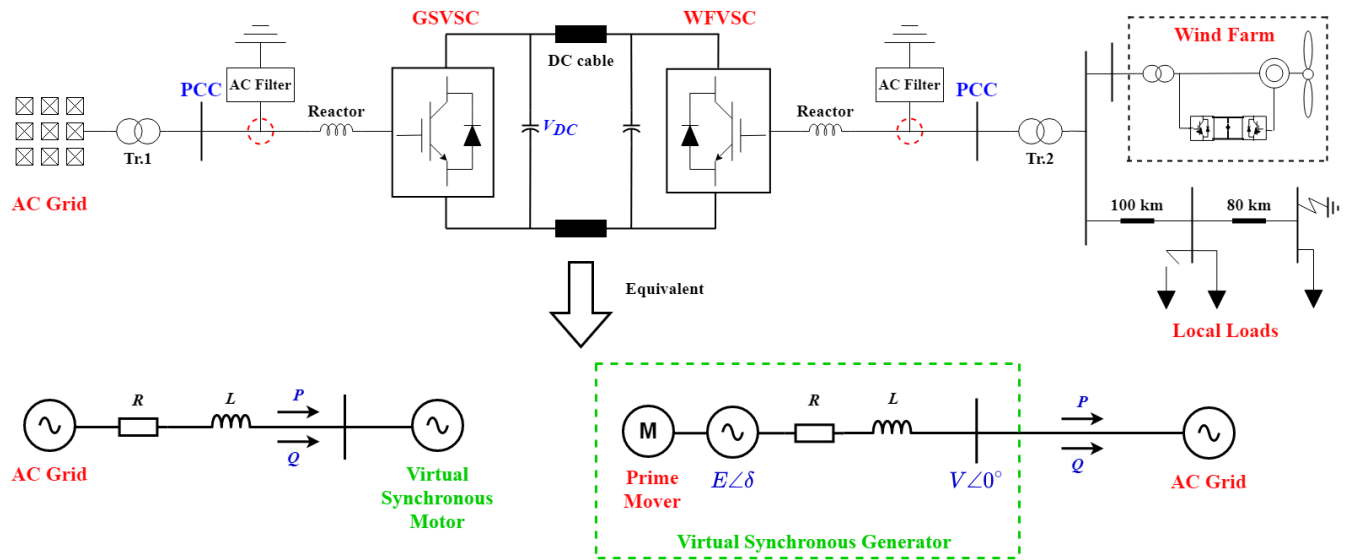 GSVSC
WFVSC
Wind Farm
DC cable
AC Filter
AC Filter
PCC
PCC
Reactor
Reactor
V_DC
Tr.1
Tr.2
AC Grid
100 km
80 km
Local Loads
Equivalent
R
L
P
Q
AC Grid
Virtual
Synchronous
Motor
M
R
L
P
Q
Prime
Mover
E∠δ
V∠0°
AC Grid
Virtual Synchronous Generator